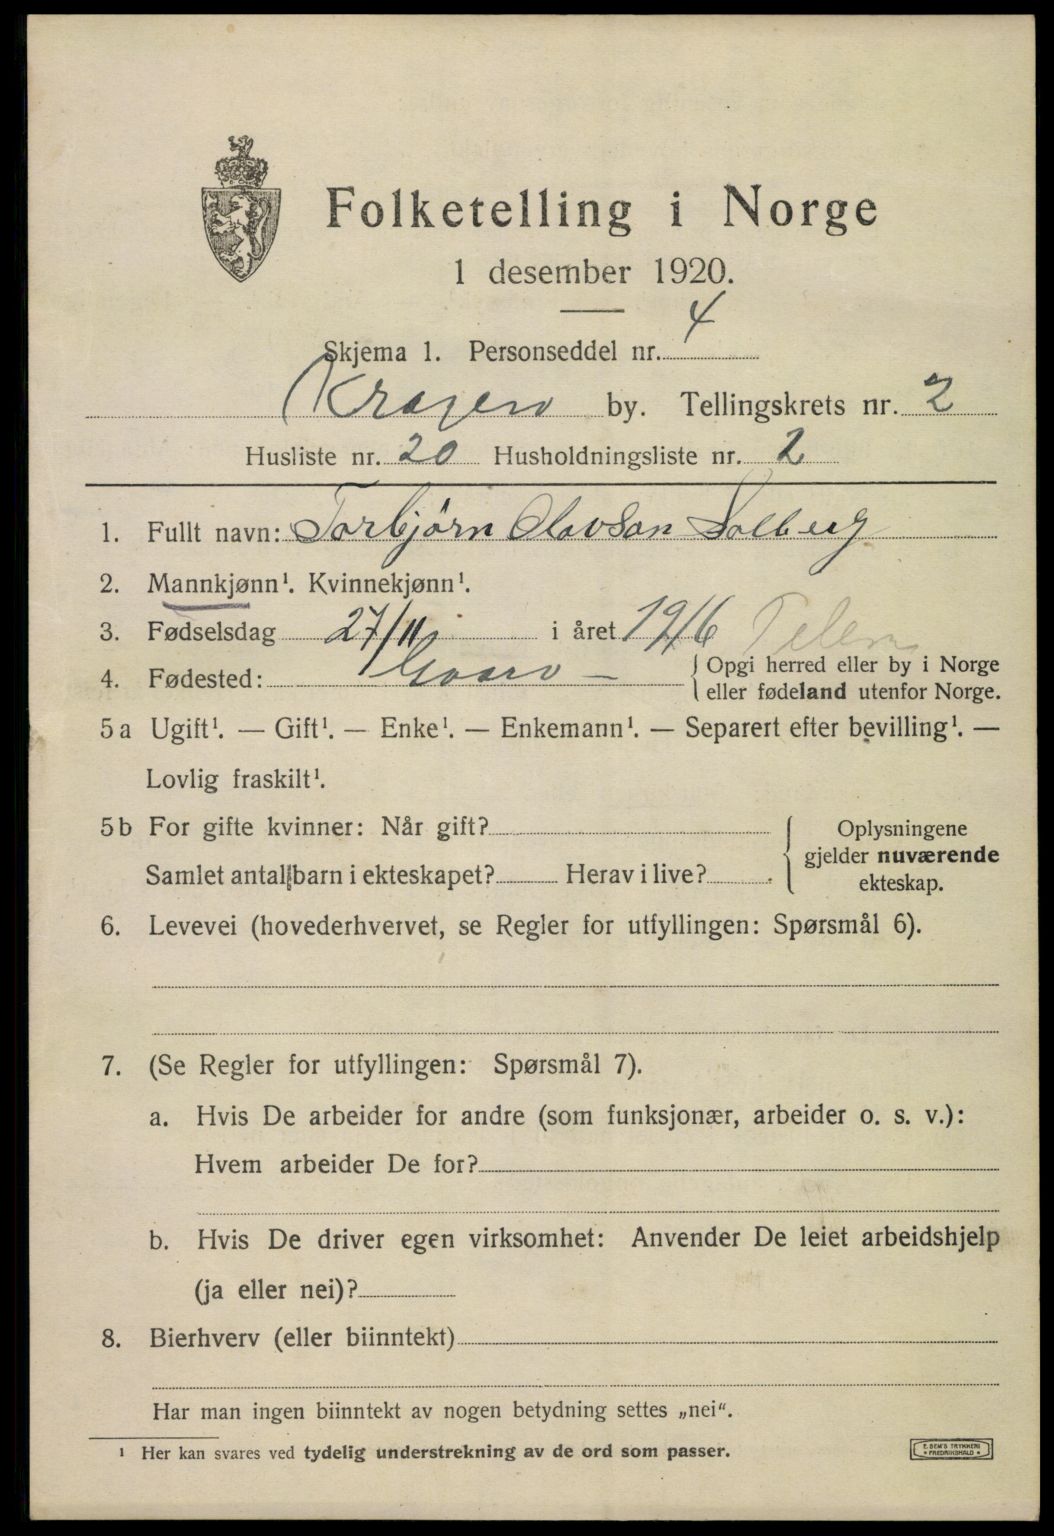 Folketelling i Norge
1 desember 1920.
Skjema 1. Personseddel nr. 4
Kragerø by. Tellingskrets nr. 2
Husliste nr. 20 Husholdningsliste nr. 2
1. Fullt navn: Torbjörn Olavson Solberg
2. Mannkjønn¹. Kvinnekjønn¹.
3. Fødselsdag 27/11 i året 1916 Telem
4. Fødested: Gvarv – { Opgi herred eller by i Norge
eller fødeland utenfor Norge.
5a Ugift¹. — Gift¹. — Enke¹. — Enkemann¹. — Separert efter bevilling¹. —
Lovlig fraskilt¹.
5b For gifte kvinner: Når gift?
Samlet antall barn i ekteskapet? Herav i live?
{ Oplysningene
gjelder nuværende
ekteskap.
6. Levevei (hovederhvervet, se Regler for utfyllingen: Spørsmål 6).
7. (Se Regler for utfyllingen: Spørsmål 7).
a. Hvis De arbeider for andre (som funksjonær, arbeider o. s. v.):
Hvem arbeider De for?
b. Hvis De driver egen virksomhet: Anvender De leiet arbeidshjelp
(ja eller nei)?
8. Bierhverv (eller biinntekt)
Har man ingen biinntekt av nogen betydning settes „nei".
¹ Her kan svares ved tydelig understrekning av de ord som passer.
E. SEM'S TRYKKERI
FREDRIKSHALD